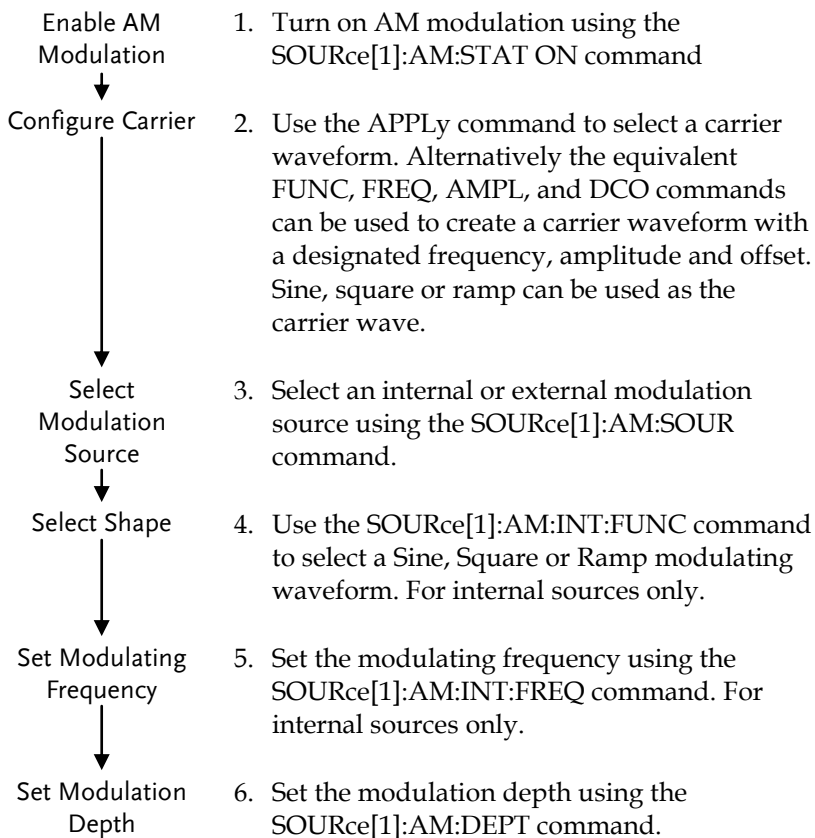 Enable AM
Modulation
1. Turn on AM modulation using the
SOURce[1]:AM:STAT ON command
Configure Carrier
2. Use the APPLy command to select a carrier
waveform. Alternatively the equivalent
FUNC, FREQ, AMPL, and DCO commands
can be used to create a carrier waveform with
a designated frequency, amplitude and offset.
Sine, square or ramp can be used as the
carrier wave.
Select
Modulation
Source
3. Select an internal or external modulation
source using the SOURce[1]:AM:SOUR
command.
Select Shape
4. Use the SOURce[1]:AM:INT:FUNC command
to select a Sine, Square or Ramp modulating
waveform. For internal sources only.
Set Modulating
Frequency
5. Set the modulating frequency using the
SOURce[1]:AM:INT:FREQ command. For
internal sources only.
Set Modulation
Depth
6. Set the modulation depth using the
SOURce[1]:AM:DEPT command.